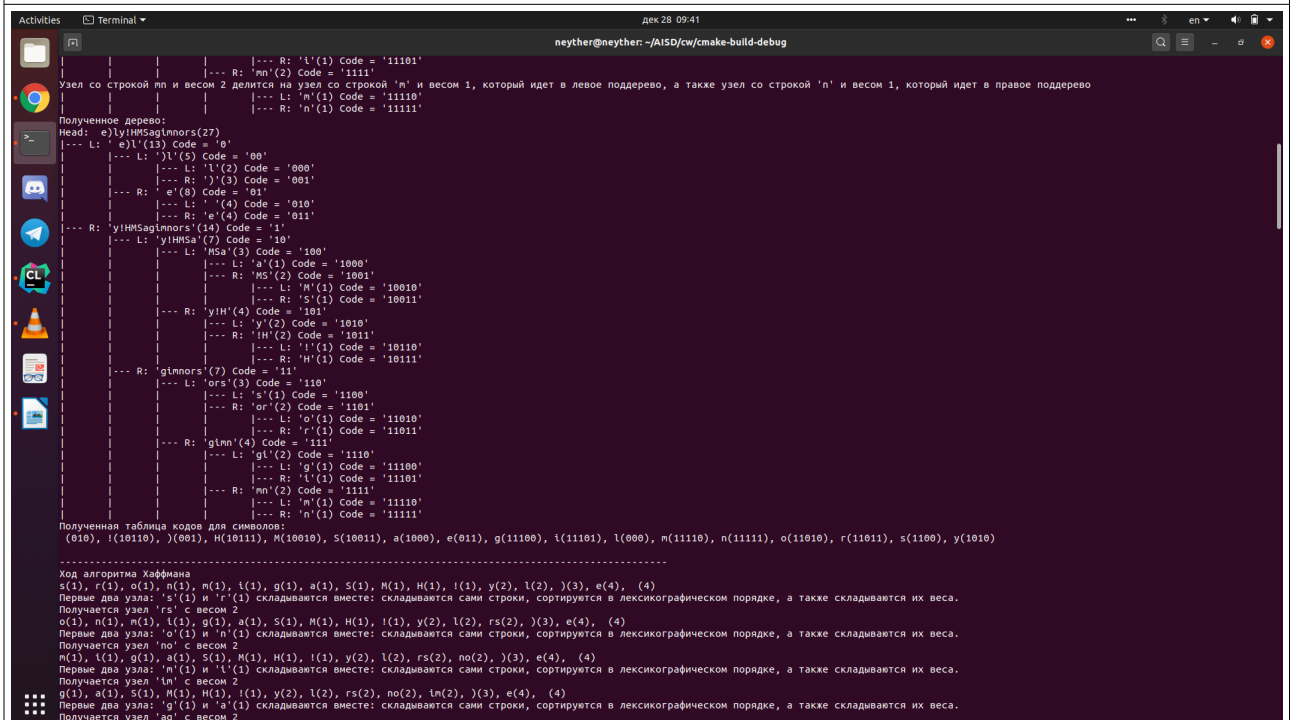 Activities Terminal ▾ дек 28 09:41 en ▾
neyther@neyther: ~/AISD/cw/cmake-build-debug
|       |       |       |       |--- R: 'i'(1) Code = '11101'
|       |       |       |--- R: 'mn'(2) Code = '1111'
Узел со строкой mn и весом 2 делится на узел со строкой 'm' и весом 1, который идет в левое поддерево, а также узел со строкой 'n' и весом 1, который идет в правое поддерево
|       |       |       |       |--- L: 'm'(1) Code = '11110'
|       |       |       |       |--- R: 'n'(1) Code = '11111'
Полученное дерево:
Head:  e)ly!HMSagimnors(27)
|--- L: ' e)l'(13) Code = '0'
|       |--- L: ')l'(5) Code = '00'
|       |       |--- L: 'l'(2) Code = '000'
|       |       |--- R: ')'(3) Code = '001'
|       |--- R: ' e'(8) Code = '01'
|       |       |--- L: ' '(4) Code = '010'
|       |       |--- R: 'e'(4) Code = '011'
|--- R: 'y!HMSagimnors'(14) Code = '1'
|       |--- L: 'y!HMSa'(7) Code = '10'
|       |       |--- L: 'MSa'(3) Code = '100'
|       |       |       |--- L: 'a'(1) Code = '1000'
|       |       |       |--- R: 'MS'(2) Code = '1001'
|       |       |       |       |--- L: 'M'(1) Code = '10010'
|       |       |       |       |--- R: 'S'(1) Code = '10011'
|       |       |--- R: 'y!H'(4) Code = '101'
|       |       |       |--- L: 'y'(2) Code = '1010'
|       |       |       |--- R: '!H'(2) Code = '1011'
|       |       |       |       |--- L: '!'(1) Code = '10110'
|       |       |       |       |--- R: 'H'(1) Code = '10111'
|       |--- R: 'gimnors'(7) Code = '11'
|       |       |--- L: 'ors'(3) Code = '110'
|       |       |       |--- L: 's'(1) Code = '1100'
|       |       |       |--- R: 'or'(2) Code = '1101'
|       |       |       |       |--- L: 'o'(1) Code = '11010'
|       |       |       |       |--- R: 'r'(1) Code = '11011'
|       |       |--- R: 'gimn'(4) Code = '111'
|       |       |       |--- L: 'gi'(2) Code = '1110'
|       |       |       |       |--- L: 'g'(1) Code = '11100'
|       |       |       |       |--- R: 'i'(1) Code = '11101'
|       |       |       |--- R: 'mn'(2) Code = '1111'
|       |       |       |       |--- L: 'm'(1) Code = '11110'
|       |       |       |       |--- R: 'n'(1) Code = '11111'
Полученная таблица кодов для символов:
 (010), !(10110), )(001), H(10111), M(10010), S(10011), a(1000), e(011), g(11100), i(11101), l(000), m(11110), n(11111), o(11010), r(11011), s(1100), y(1010)
----------------------------------------------------------------------------------------------------
Ход алгоритма Хаффмана
s(1), r(1), o(1), n(1), m(1), i(1), g(1), a(1), S(1), M(1), H(1), !(1), y(2), l(2), )(3), e(4),  (4)
Первые два узла: 's'(1) и 'r'(1) складываются вместе: складываются сами строки, сортируются в лексикографическом порядке, а также складываются их веса.
Получается узел 'rs' с весом 2
o(1), n(1), m(1), i(1), g(1), a(1), S(1), M(1), H(1), !(1), y(2), l(2), rs(2), )(3), e(4),  (4)
Первые два узла: 'o'(1) и 'n'(1) складываются вместе: складываются сами строки, сортируются в лексикографическом порядке, а также складываются их веса.
Получается узел 'no' с весом 2
m(1), i(1), g(1), a(1), S(1), M(1), H(1), !(1), y(2), l(2), rs(2), no(2), )(3), e(4),  (4)
Первые два узла: 'm'(1) и 'i'(1) складываются вместе: складываются сами строки, сортируются в лексикографическом порядке, а также складываются их веса.
Получается узел 'im' с весом 2
g(1), a(1), S(1), M(1), H(1), !(1), y(2), l(2), rs(2), no(2), im(2), )(3), e(4),  (4)
Первые два узла: 'g'(1) и 'a'(1) складываются вместе: складываются сами строки, сортируются в лексикографическом порядке, а также складываются их веса.
Получается узел 'ag' с весом 2
CL